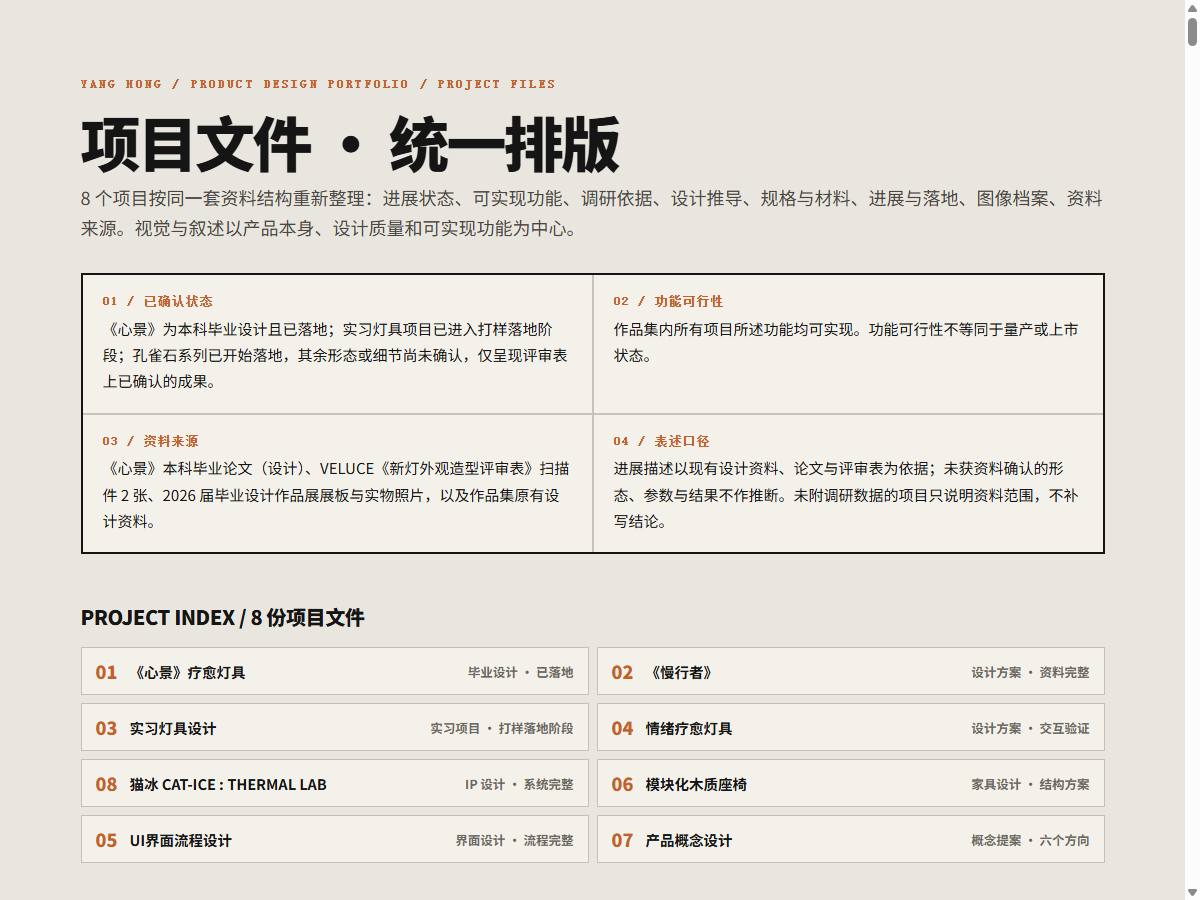 YANG HONG / PRODUCT DESIGN PORTFOLIO / PROJECT FILES
项目文件 · 统一排版
8 个项目按同一套资料结构重新整理：进展状态、可实现功能、调研依据、设计推导、规格与材料、进展与落地、图像档案、资料
来源。视觉与叙述以产品本身、设计质量和可实现功能为中心。
01 / 已确认状态
《心景》为本科毕业设计且已落地；实习灯具项目已进入打样落地阶
段；孔雀石系列已开始落地，其余形态或细节尚未确认，仅呈现评审表
上已确认的成果。
02 / 功能可行性
作品集内所有项目所述功能均可实现。功能可行性不等同于量产或上市
状态。
03 / 资料来源
《心景》本科毕业论文（设计）、VELUCE《新灯外观造型评审表》扫描
件 2 张、2026 届毕业设计作品展展板与实物照片，以及作品集原有设
计资料。
04 / 表述口径
进展描述以现有设计资料、论文与评审表为依据；未获资料确认的形
态、参数与结果不作推断。未附调研数据的项目只说明资料范围，不补
写结论。
PROJECT INDEX / 8 份项目文件
01 《心景》疗愈灯具 毕业设计 · 已落地
02 《慢行者》 设计方案 · 资料完整
03 实习灯具设计 实习项目 · 打样落地阶段
04 情绪疗愈灯具 设计方案 · 交互验证
08 猫冰 CAT-ICE : THERMAL LAB IP 设计 · 系统完整
06 模块化木质座椅 家具设计 · 结构方案
05 UI界面流程设计 界面设计 · 流程完整
07 产品概念设计 概念提案 · 六个方向